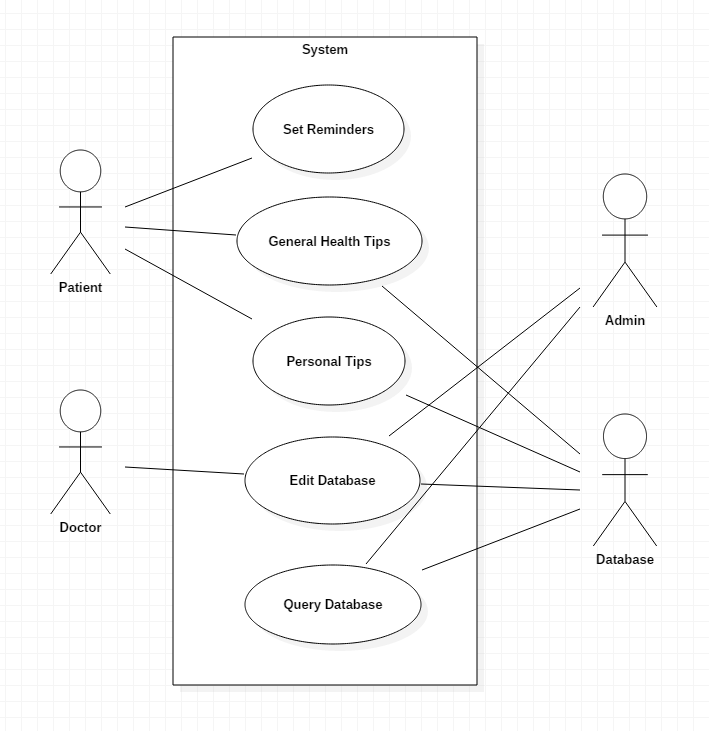 System
Set Reminders
General Health Tips
Patient
Admin
Personal Tips
Edit Database
Doctor
Database
Query Database